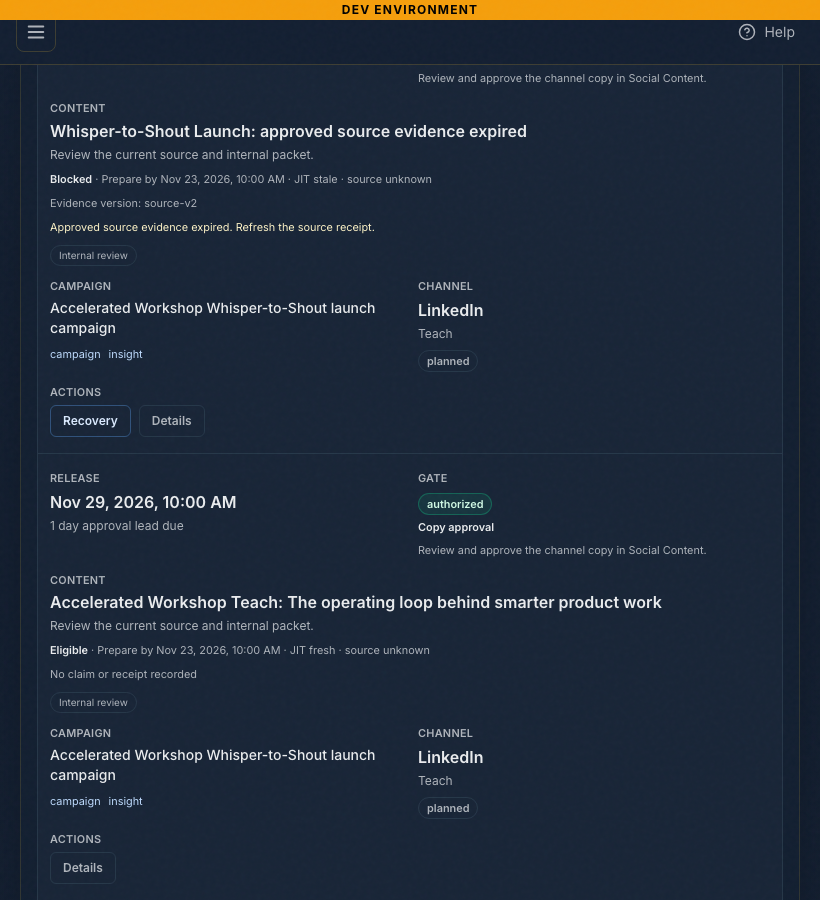 DEV ENVIRONMENT
Help
Review and approve the channel copy in Social Content.
CONTENT
Whisper-to-Shout Launch: approved source evidence expired
Review the current source and internal packet.
Blocked · Prepare by Nov 23, 2026, 10:00 AM · JIT stale · source unknown
Evidence version: source-v2
Approved source evidence expired. Refresh the source receipt.
Internal review
CAMPAIGN
Accelerated Workshop Whisper-to-Shout launch
campaign
campaign insight
CHANNEL
LinkedIn
Teach
planned
ACTIONS
Recovery
Details
RELEASE
Nov 29, 2026, 10:00 AM
1 day approval lead due
GATE
authorized
Copy approval
Review and approve the channel copy in Social Content.
CONTENT
Accelerated Workshop Teach: The operating loop behind smarter product work
Review the current source and internal packet.
Eligible · Prepare by Nov 23, 2026, 10:00 AM · JIT fresh · source unknown
No claim or receipt recorded
Internal review
CAMPAIGN
Accelerated Workshop Whisper-to-Shout launch
campaign
campaign insight
CHANNEL
LinkedIn
Teach
planned
ACTIONS
Details